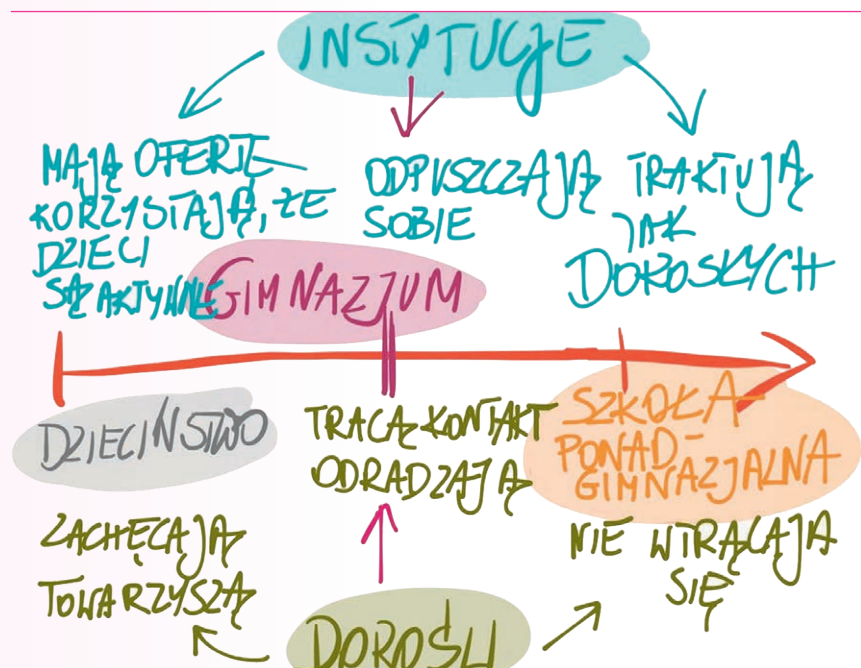 INSTYTUCJE
MAJĄ OFERTĘ –
KORZYSTAJĄ, ŻE
DZIECI
SĄ AKTYWNE
ODPUSZCZAJĄ
SOBIE
TRAKTUJĄ
JAK
DOROSŁYCH
GIMNAZJUM
DZIECIŃSTWO
TRACĄ KONTAKT
ODRADZAJĄ
SZKOŁA
PONAD-
GIMNAZJALNA
ZACHĘCAJĄ
TOWARZYSZĄ
NIE WTRĄCAJĄ
SIĘ
DOROŚLI